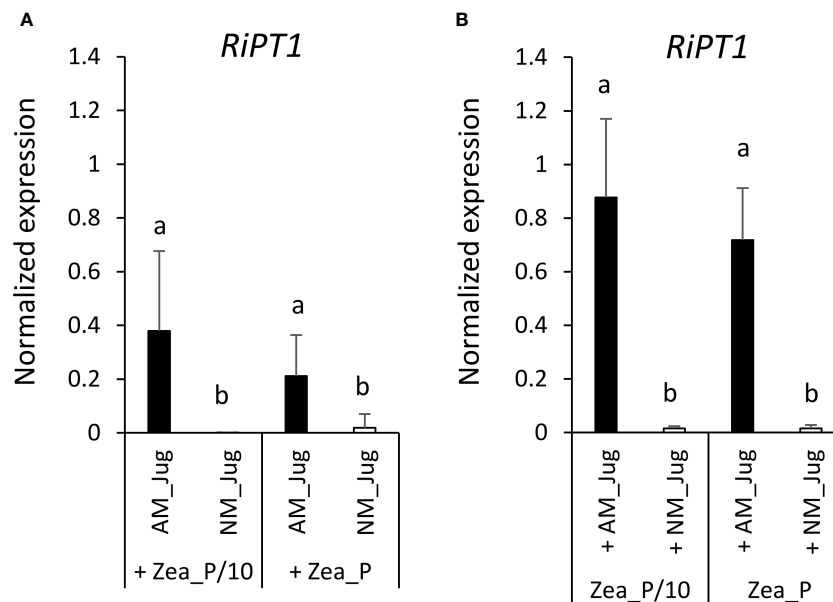 A
RiPT1
Normalized expression
1.4
1.2
1
0.8
0.6
0.4
0.2
0
a
b
a
b
AM_Jug
NM_Jug
AM_Jug
NM_Jug
+ Zea_P/10
+ Zea_P
B
RiPT1
Normalized expression
1.4
1.2
1
0.8
0.6
0.4
0.2
0
a
b
a
b
+ AM_Jug
+ NM_Jug
+ AM_Jug
+ NM_Jug
Zea_P/10
Zea_P